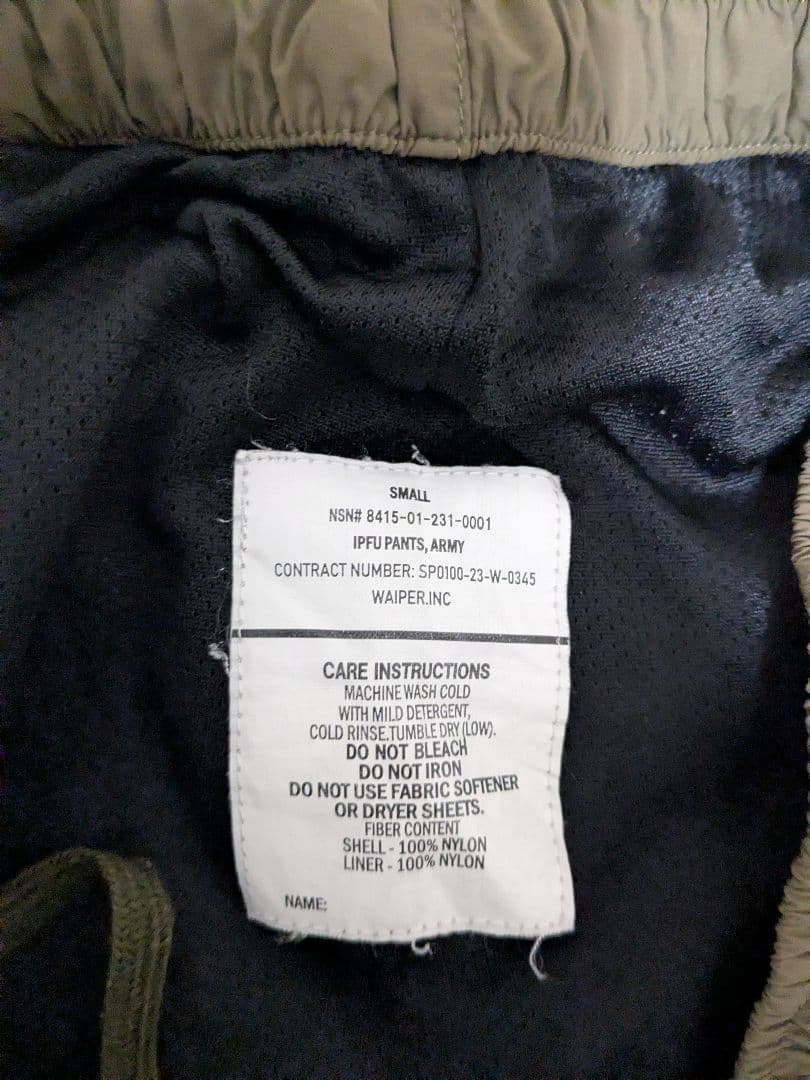 SMALL
NSN# 8415-01-231-0001
IPFU PANTS, ARMY
CONTRACT NUMBER: SP0100-23-W-0345
WAIPER.INC
CARE INSTRUCTIONS
MACHINE WASH COLD
WITH MILD DETERGENT,
COLD RINSE.TUMBLE DRY (LOW).
DO NOT BLEACH
DO NOT IRON
DO NOT USE FABRIC SOFTENER
OR DRYER SHEETS.
FIBER CONTENT
SHELL - 100% NYLON
LINER - 100% NYLON
NAME: